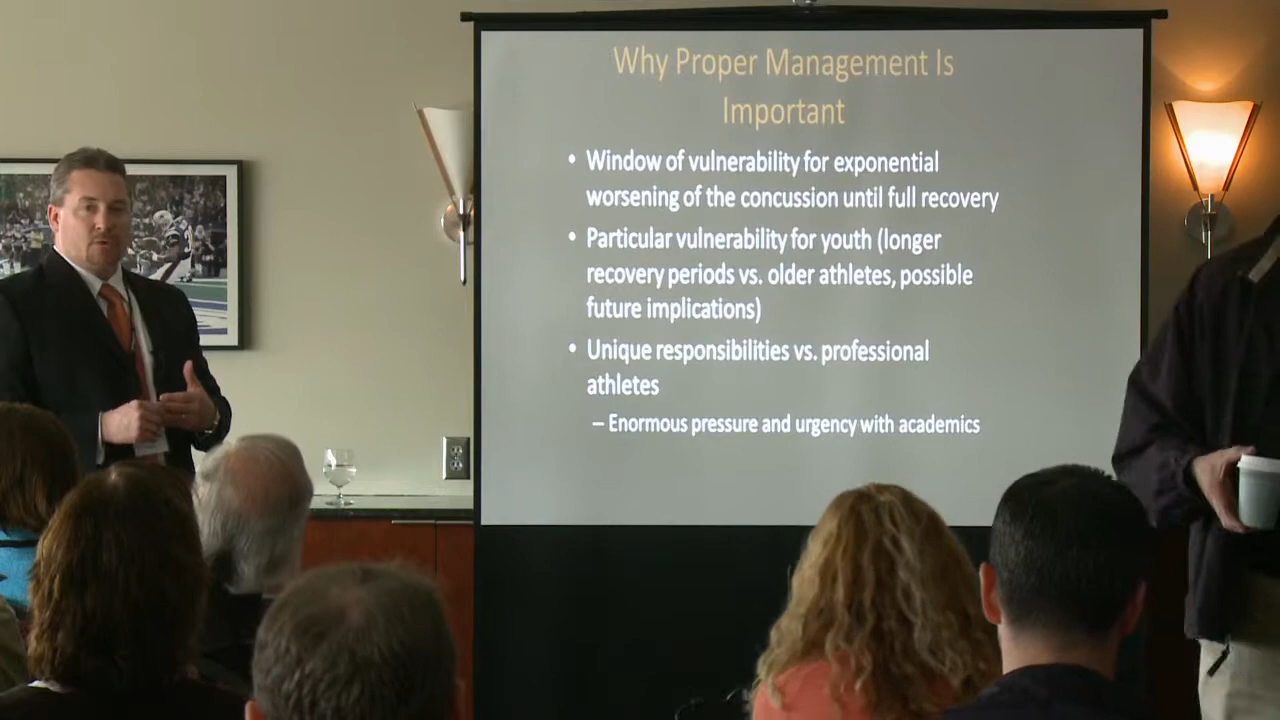 Why Proper Management Is
Important
• Window of vulnerability for exponential
worsening of the concussion until full recovery
• Particular vulnerability for youth (longer
recovery periods vs. older athletes, possible
future implications)
• Unique responsibilities vs. professional
athletes
– Enormous pressure and urgency with academics